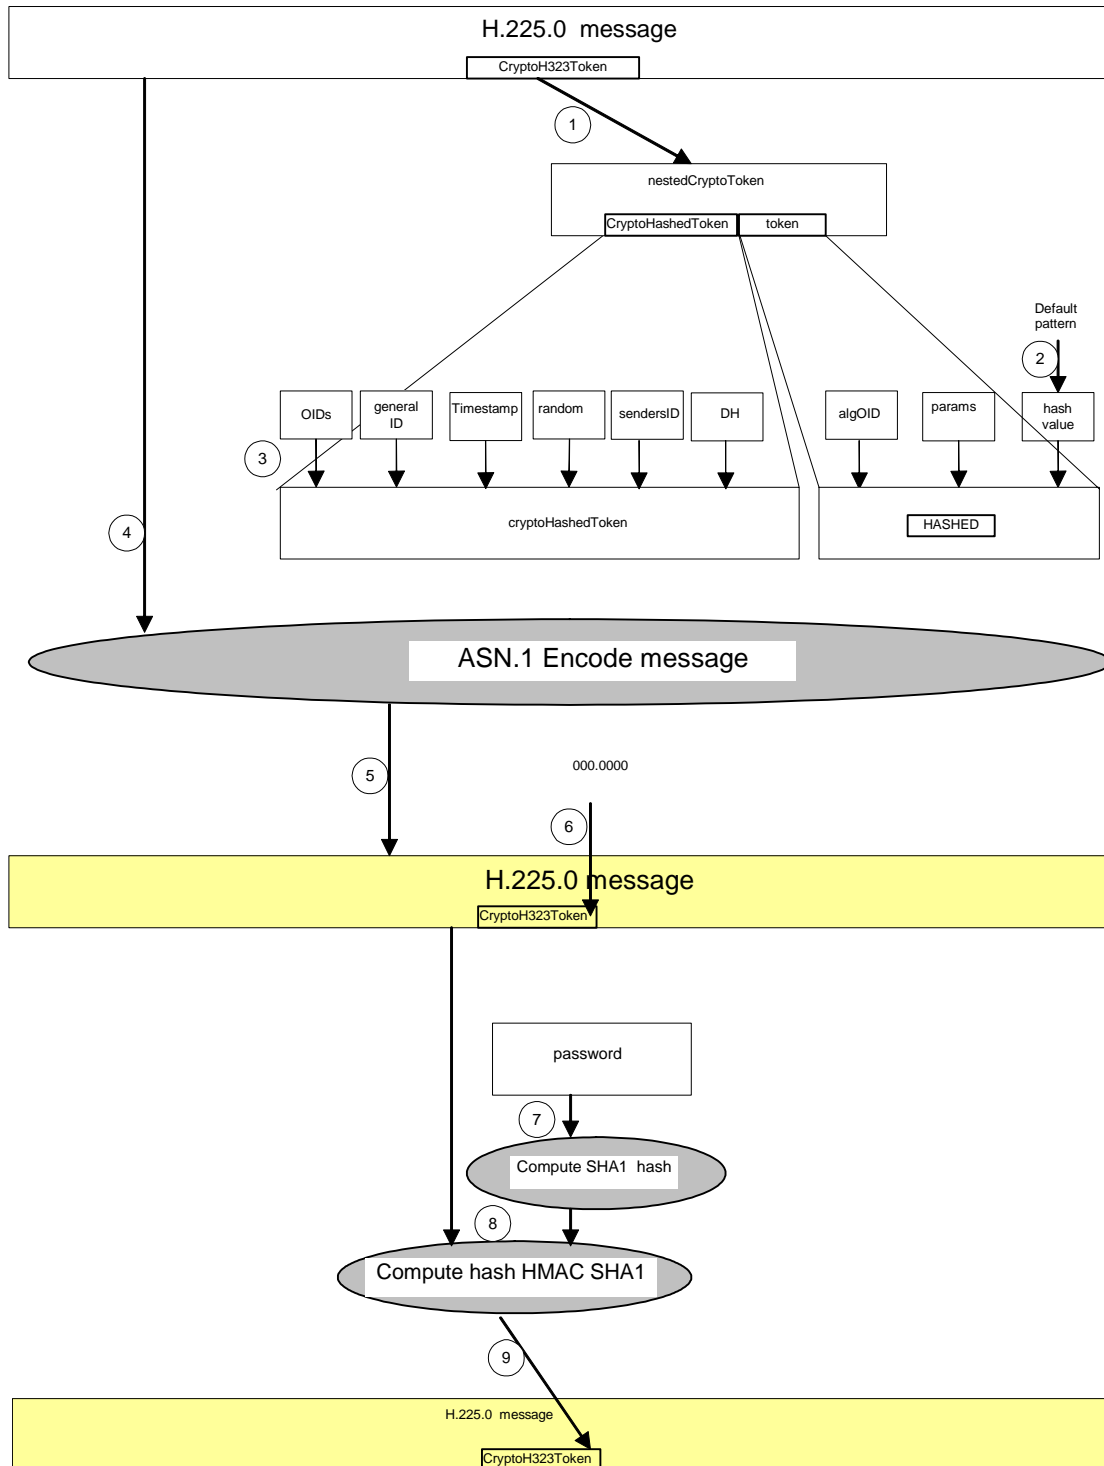 H.225.0 message
CryptoH323Token
1
nestedCryptoToken
CryptoHashedToken token
Default
pattern
2
OIDs
general
ID
Timestamp
random
sendersID
DH
algOID
params
hash
value
3
cryptoHashedToken
HASHED
4
ASN.1 Encode message
5
000.0000
6
H.225.0 message
CryptoH323Token
password
7
Compute SHA1 hash
8
Compute hash HMAC SHA1
9
H.225.0 message
CryptoH323Token